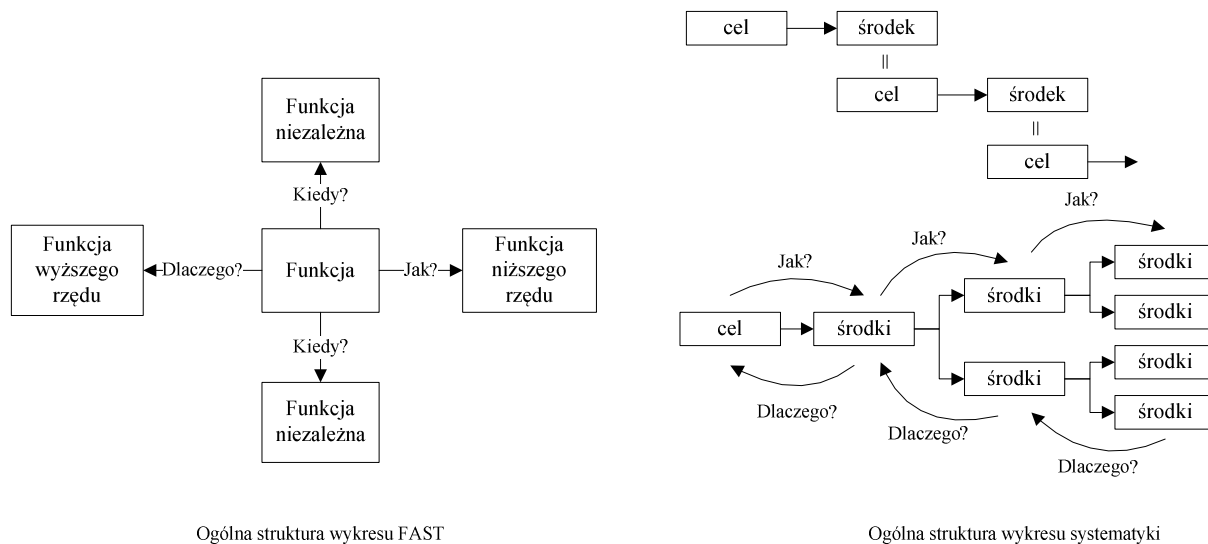 Funkcja
niezależna
Kiedy?
Funkcja
wyższego
rzędu
Dlaczego?
Funkcja
Jak?
Funkcja
niższego
rzędu
Kiedy?
Funkcja
niezależna
Ogólna struktura wykresu FAST
cel
środek
=
cel
środek
=
cel
Jak?
Jak?
Jak?
cel
środki
środki
środki
środki
środki
środki
środki
Dlaczego?
Dlaczego?
Dlaczego?
Ogólna struktura wykresu systematyki